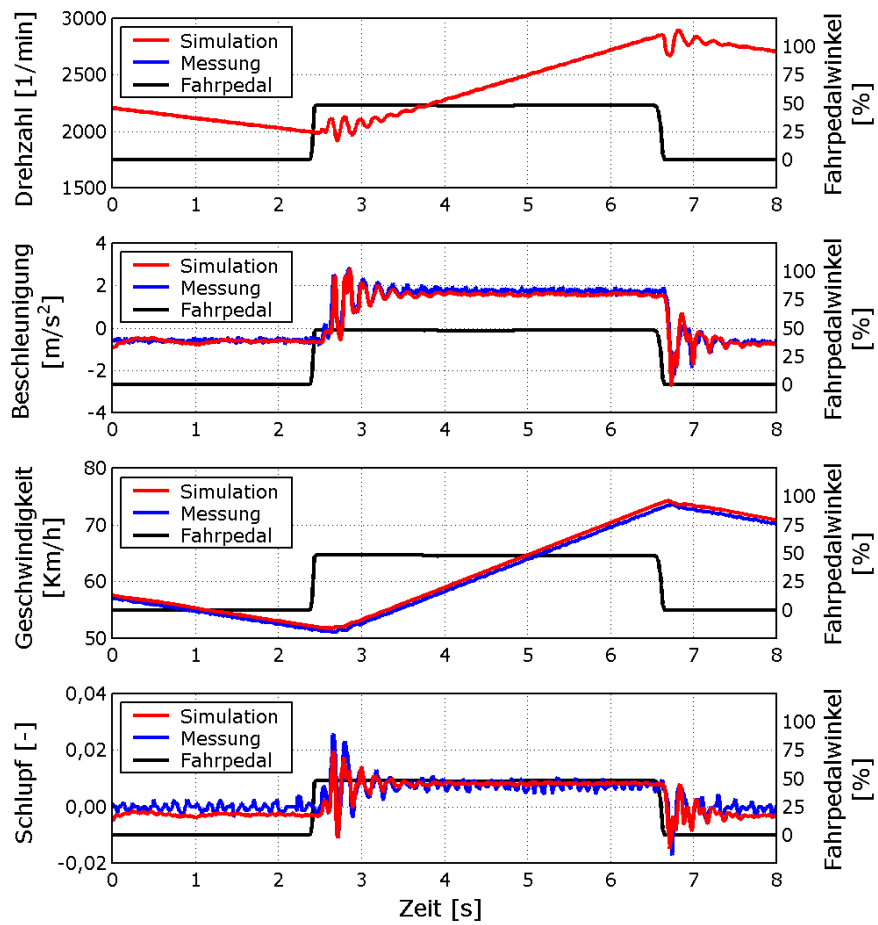 3000
2500
2000
1500
Drehzahl [1/min]
Simulation
Messung
Fahrpedal
100
75
50
25
0
Fahrpedalwinkel
[%]
0 1 2 3 4 5 6 7 8
4
2
0
-2
-4
Beschleunigung
[m/s²]
Simulation
Messung
Fahrpedal
100
75
50
25
0
Fahrpedalwinkel
[%]
0 1 2 3 4 5 6 7 8
80
70
60
50
Geschwindigkeit
[Km/h]
Simulation
Messung
Fahrpedal
100
75
50
25
0
Fahrpedalwinkel
[%]
0 1 2 3 4 5 6 7 8
0,04
0,02
0,00
-0,02
Schlupf [-]
Simulation
Messung
Fahrpedal
100
75
50
25
0
Fahrpedalwinkel
[%]
0 1 2 3 4 5 6 7 8
Zeit [s]